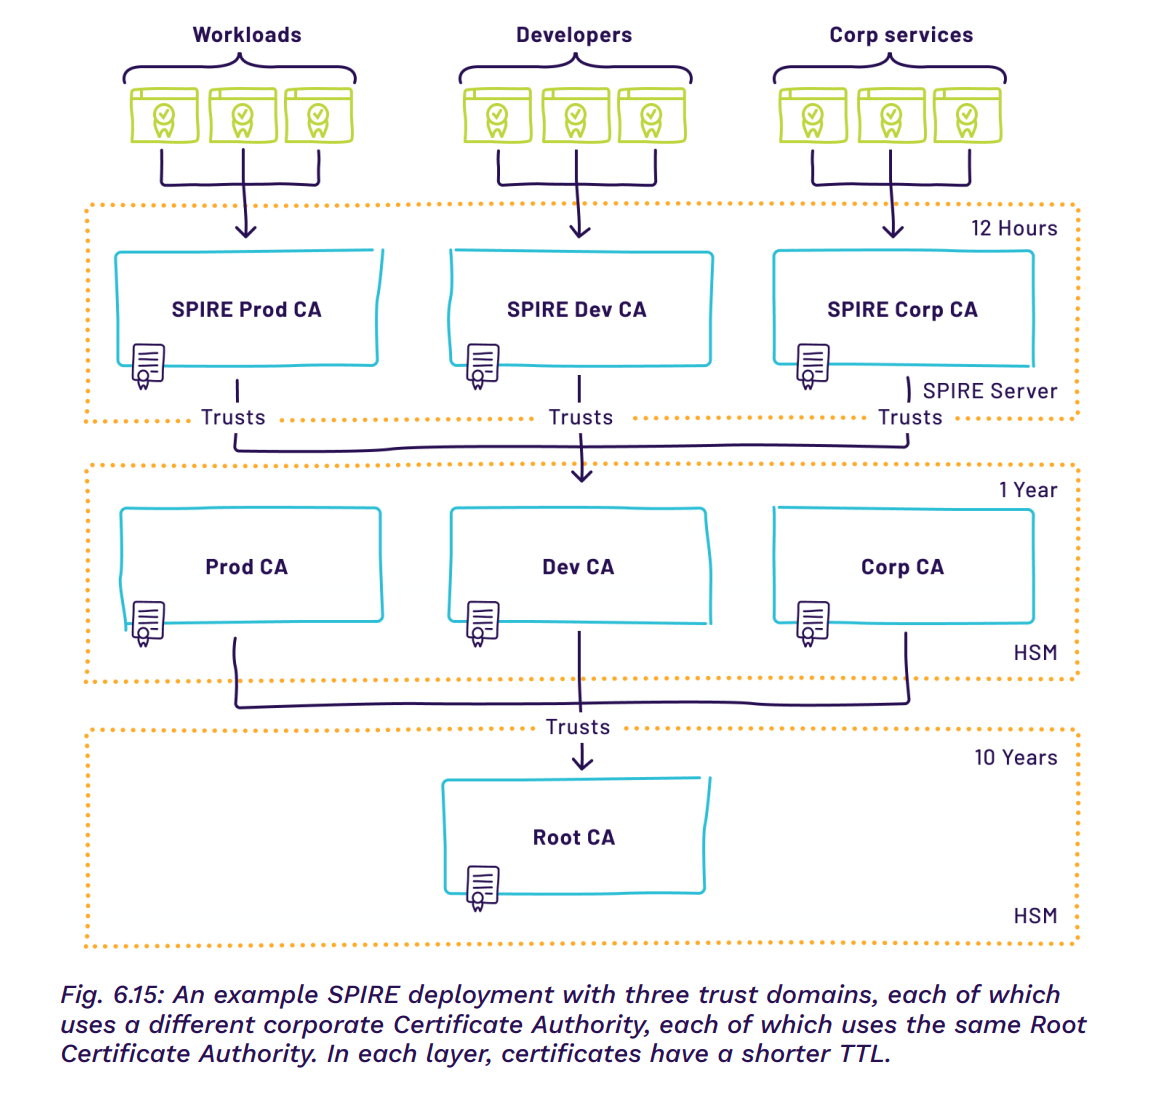 Workloads
Developers
Corp services
12 Hours
SPIRE Prod CA
SPIRE Dev CA
SPIRE Corp CA
SPIRE Server
Trusts
Trusts
Trusts
1 Year
Prod CA
Dev CA
Corp CA
HSM
Trusts
10 Years
Root CA
HSM
Fig. 6.15: An example SPIRE deployment with three trust domains, each of which
uses a different corporate Certificate Authority, each of which uses the same Root
Certificate Authority. In each layer, certificates have a shorter TTL.